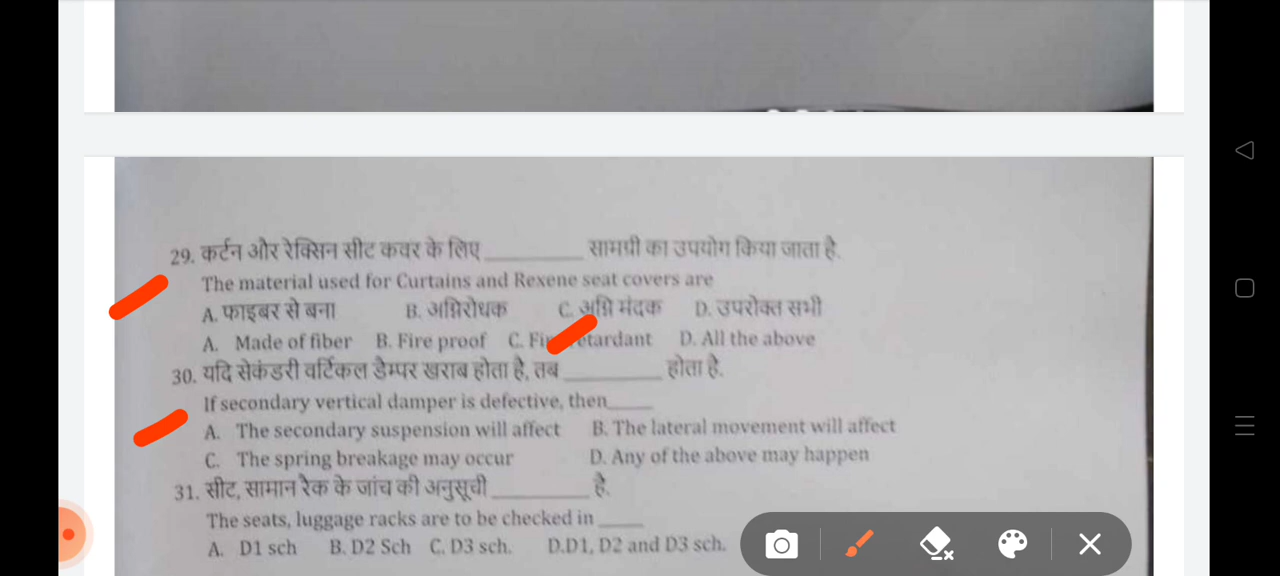 29. कर्टन और रेक्सिन सीट कवर के लिए ________ सामग्री का उपयोग किया जाता है.
The material used for Curtains and Rexene seat covers are
A. फाइबर से बना B. अग्निरोधक C. अग्नि मंदक D. उपरोक्त सभी
A. Made of fiber B. Fire proof C. Fire retardant D. All the above
30. यदि सेकंडरी वर्टिकल डैम्पर खराब होता है, तब ________ होता है.
If secondary vertical damper is defective, then____
A. The secondary suspension will affect B. The lateral movement will affect
C. The spring breakage may occur D. Any of the above may happen
31. सीट, सामान रैक के जांच की अनुसूची ________ है.
The seats, luggage racks are to be checked in ____
A. D1 sch B. D2 Sch C. D3 sch. D.D1, D2 and D3 sch.